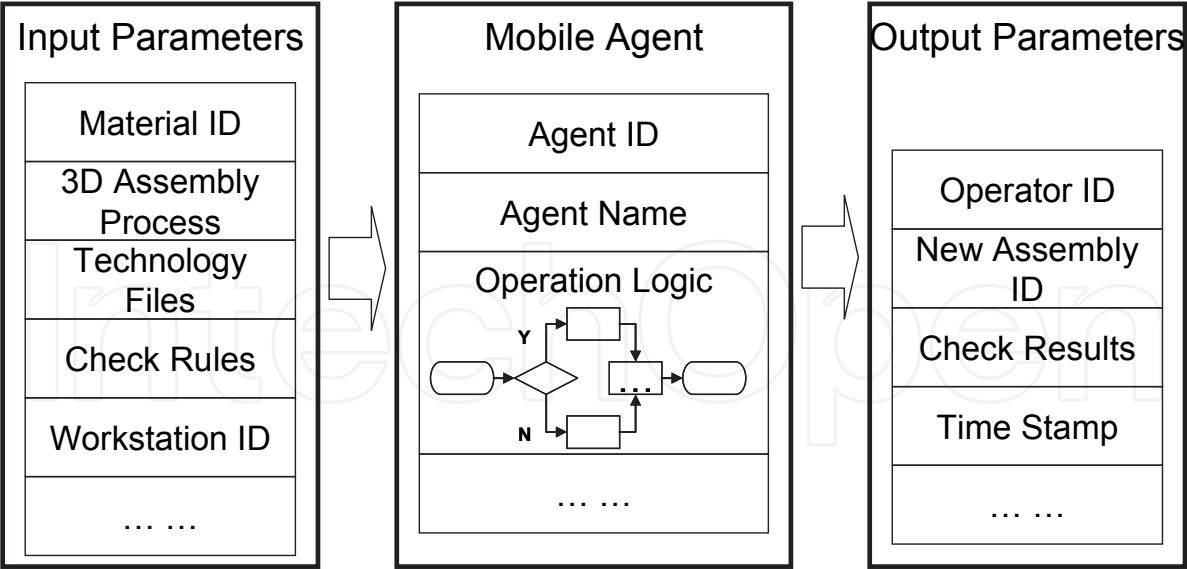 Input Parameters
Material ID
3D Assembly
Process
Technology
Files
Check Rules
Workstation ID
... ...
Mobile Agent
Agent ID
Agent Name
Operation Logic
Y
...
N
... ...
Output Parameters
Operator ID
New Assembly
ID
Check Results
Time Stamp
... ...
IntechOpen